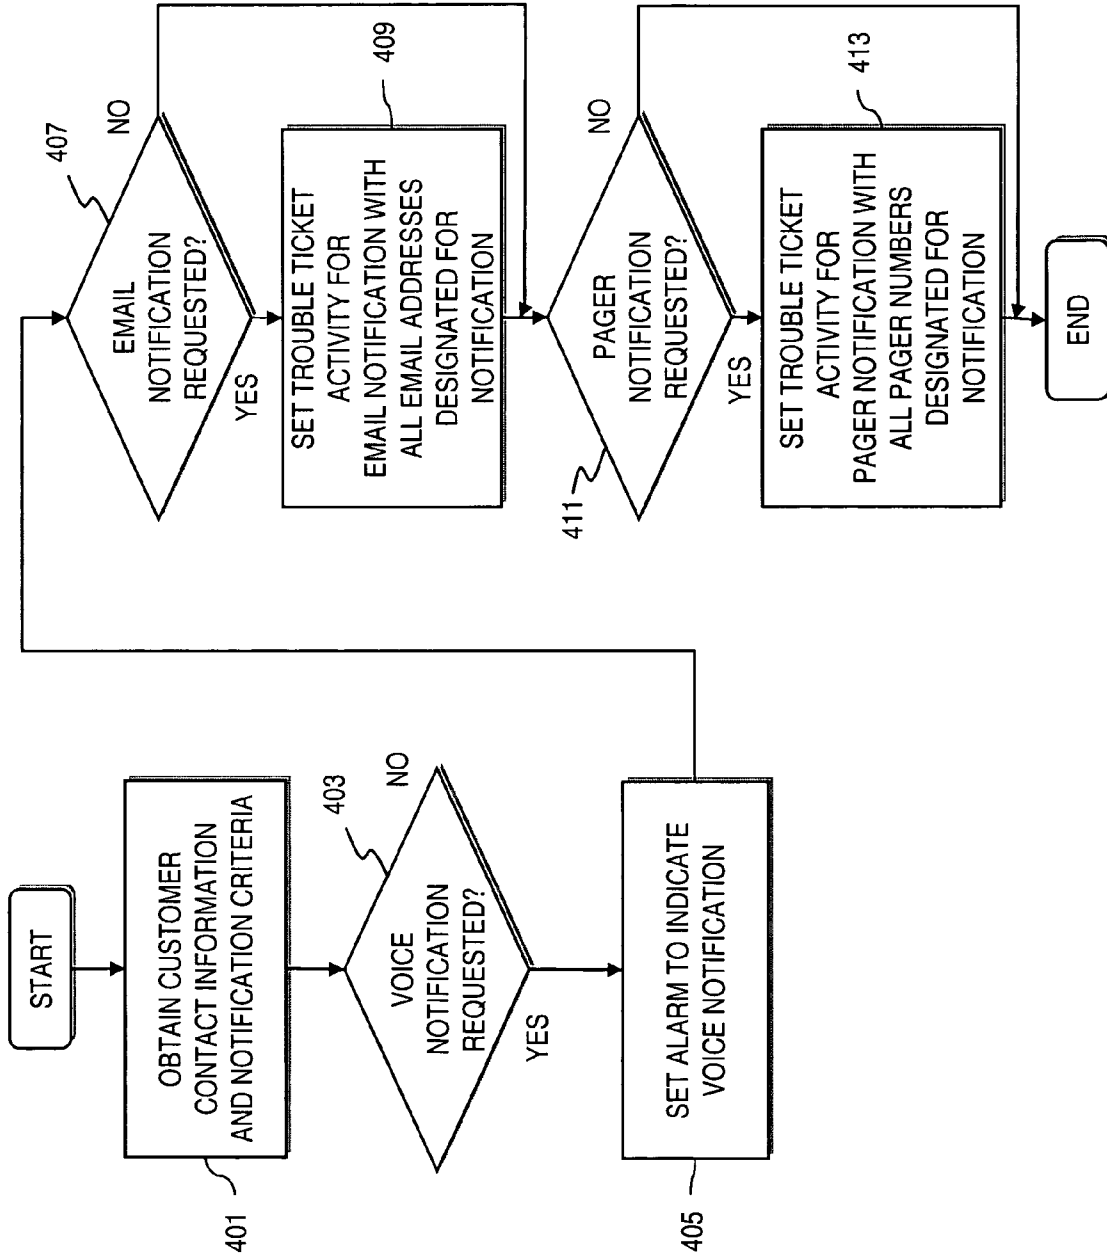 START
OBTAIN CUSTOMER
CONTACT INFORMATION
AND NOTIFICATION CRITERIA
401
VOICE
NOTIFICATION
REQUESTED?
403
NO
YES
SET ALARM TO INDICATE
VOICE NOTIFICATION
405
EMAIL
NOTIFICATION
REQUESTED?
407
NO
YES
SET TROUBLE TICKET
ACTIVITY FOR
EMAIL NOTIFICATION WITH
ALL EMAIL ADDRESSES
DESIGNATED FOR
NOTIFICATION
409
PAGER
NOTIFICATION
REQUESTED?
411
NO
YES
SET TROUBLE TICKET
ACTIVITY FOR
PAGER NOTIFICATION WITH
ALL PAGER NUMBERS
DESIGNATED FOR
NOTIFICATION
413
END